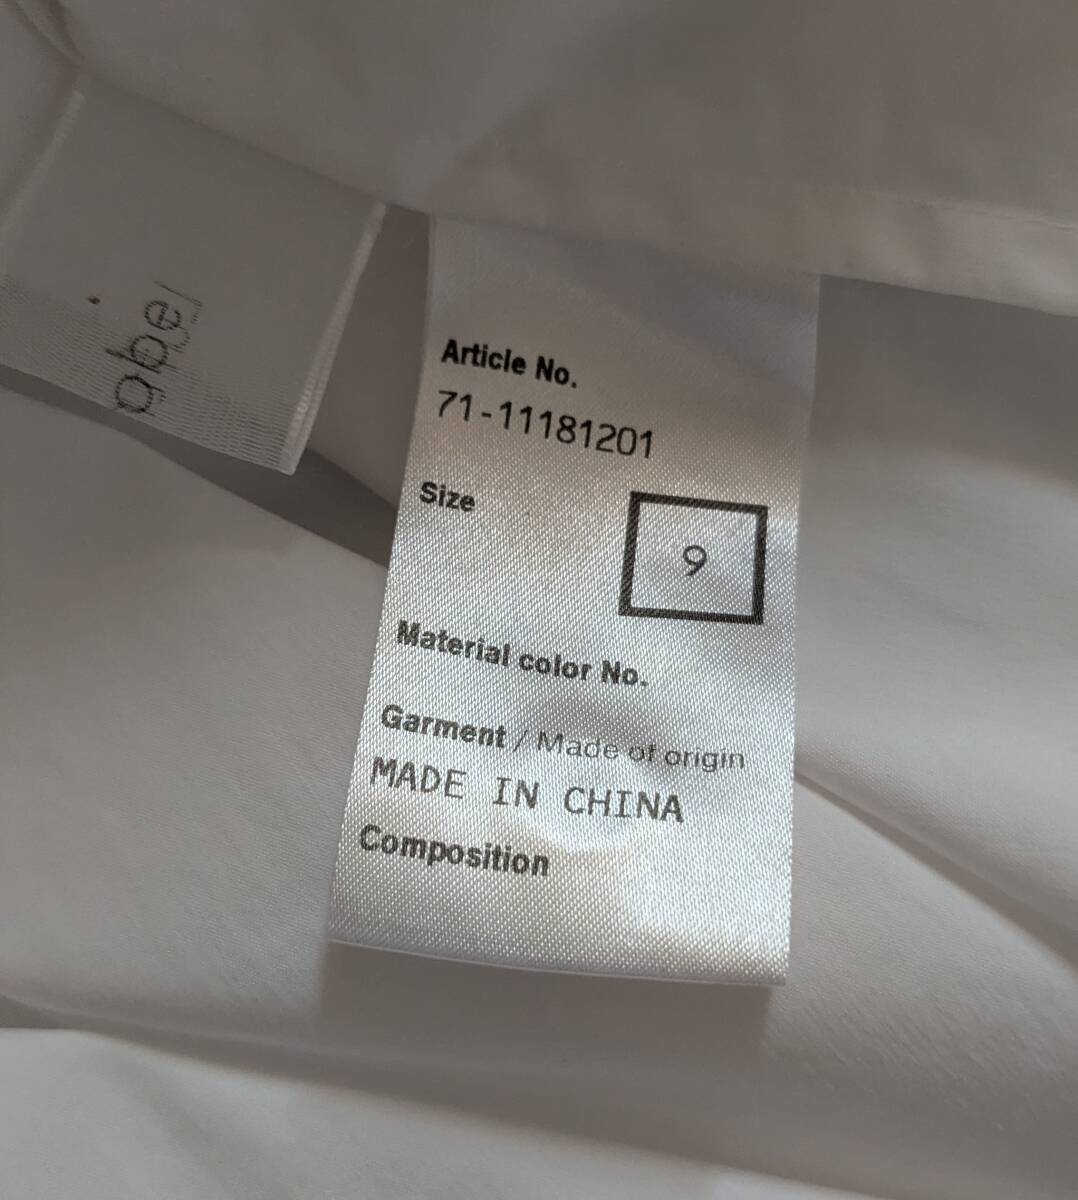 Article No.
71-11181201
Size
9
Material color No.
Garment / Made of origin
MADE IN CHINA
Composition